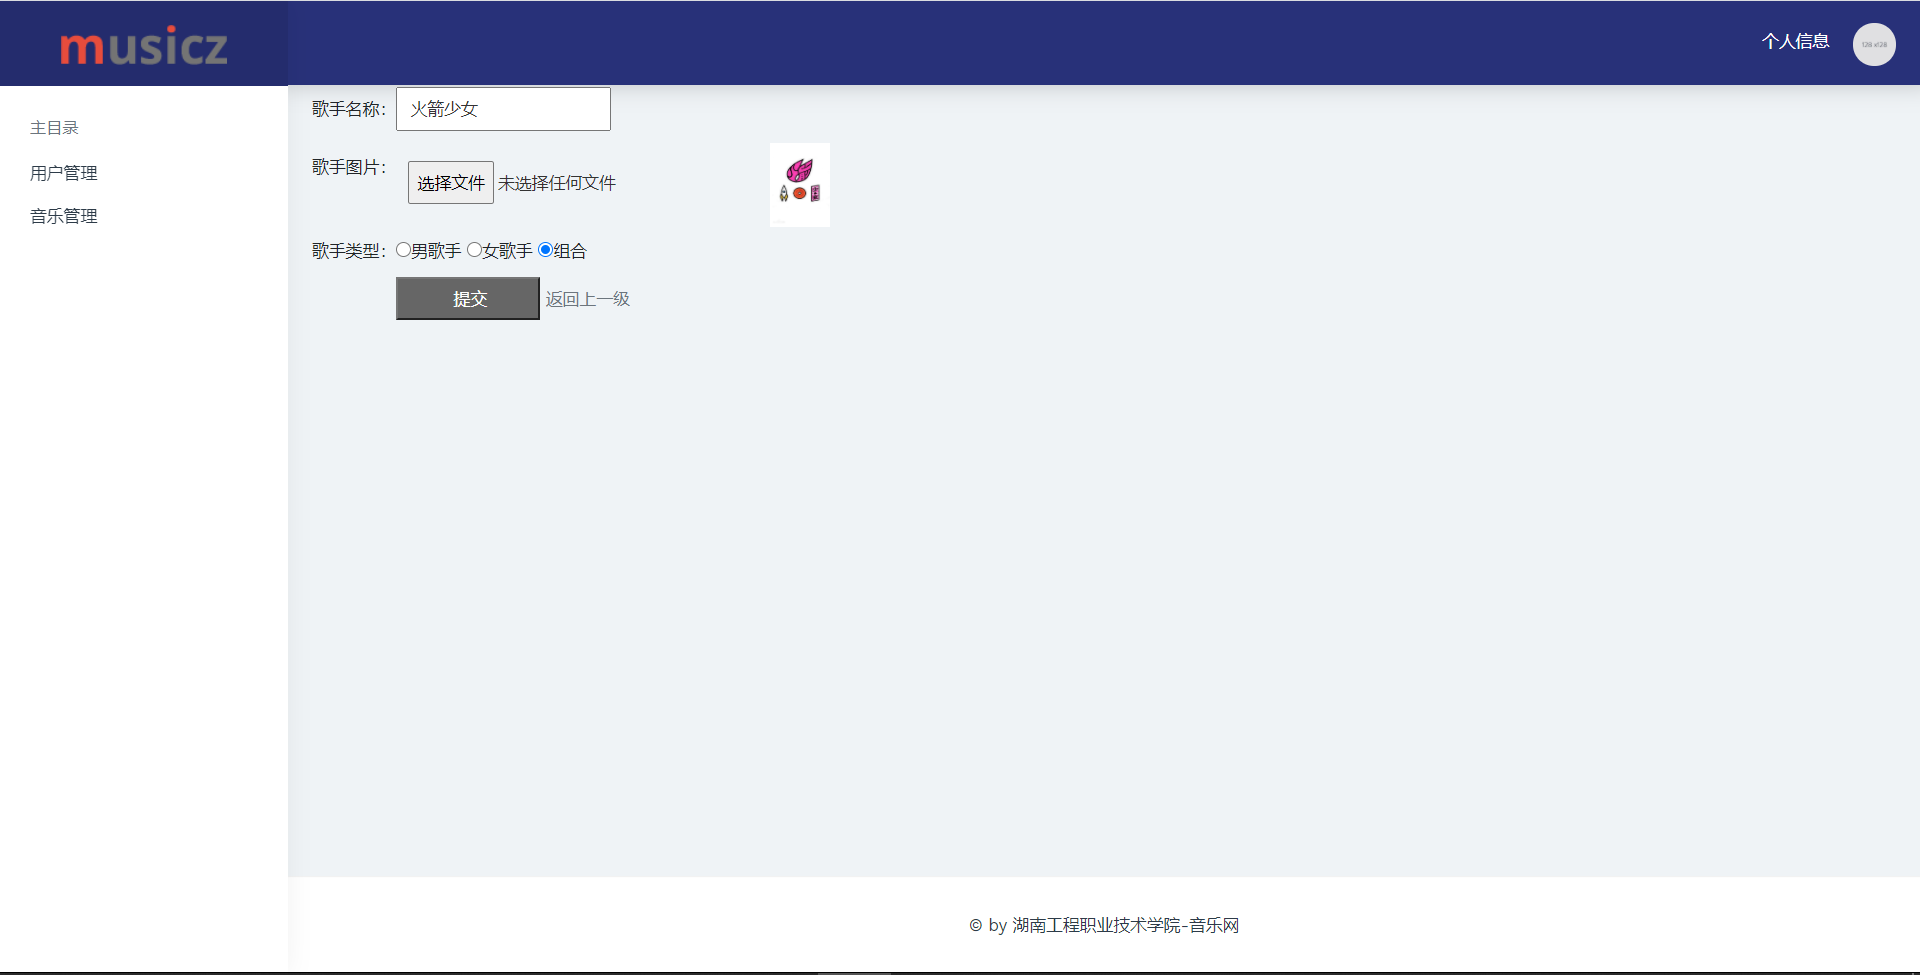 musicz
个人信息
128 x128
主目录
用户管理
音乐管理
歌手名称：火箭少女
歌手图片：选择文件 未选择任何文件
歌手类型：男歌手 女歌手 组合
提交 返回上一级
© by 湖南工程职业技术学院-音乐网